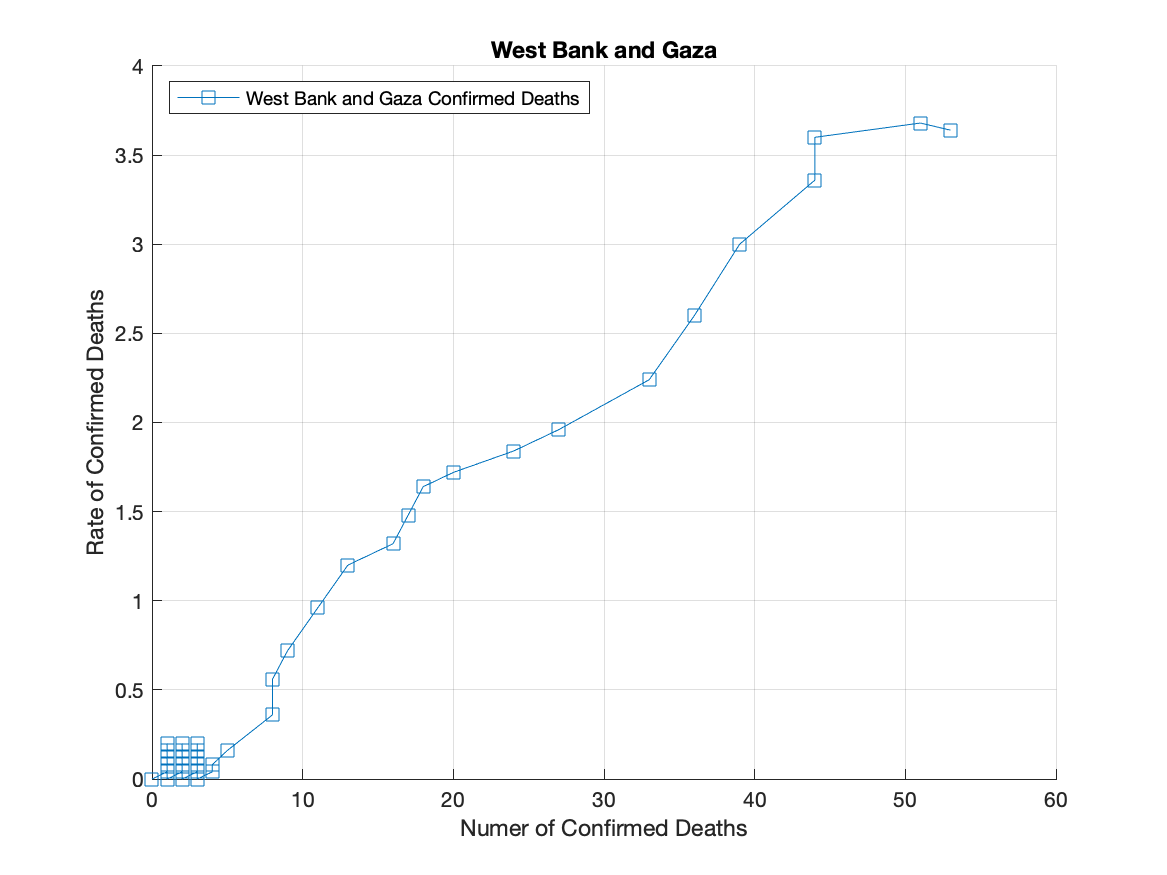 West Bank and Gaza
West Bank and Gaza Confirmed Deaths
4
3.5
3
2.5
2
1.5
1
0.5
0
Rate of Confirmed Deaths
0 10 20 30 40 50 60
Numer of Confirmed Deaths